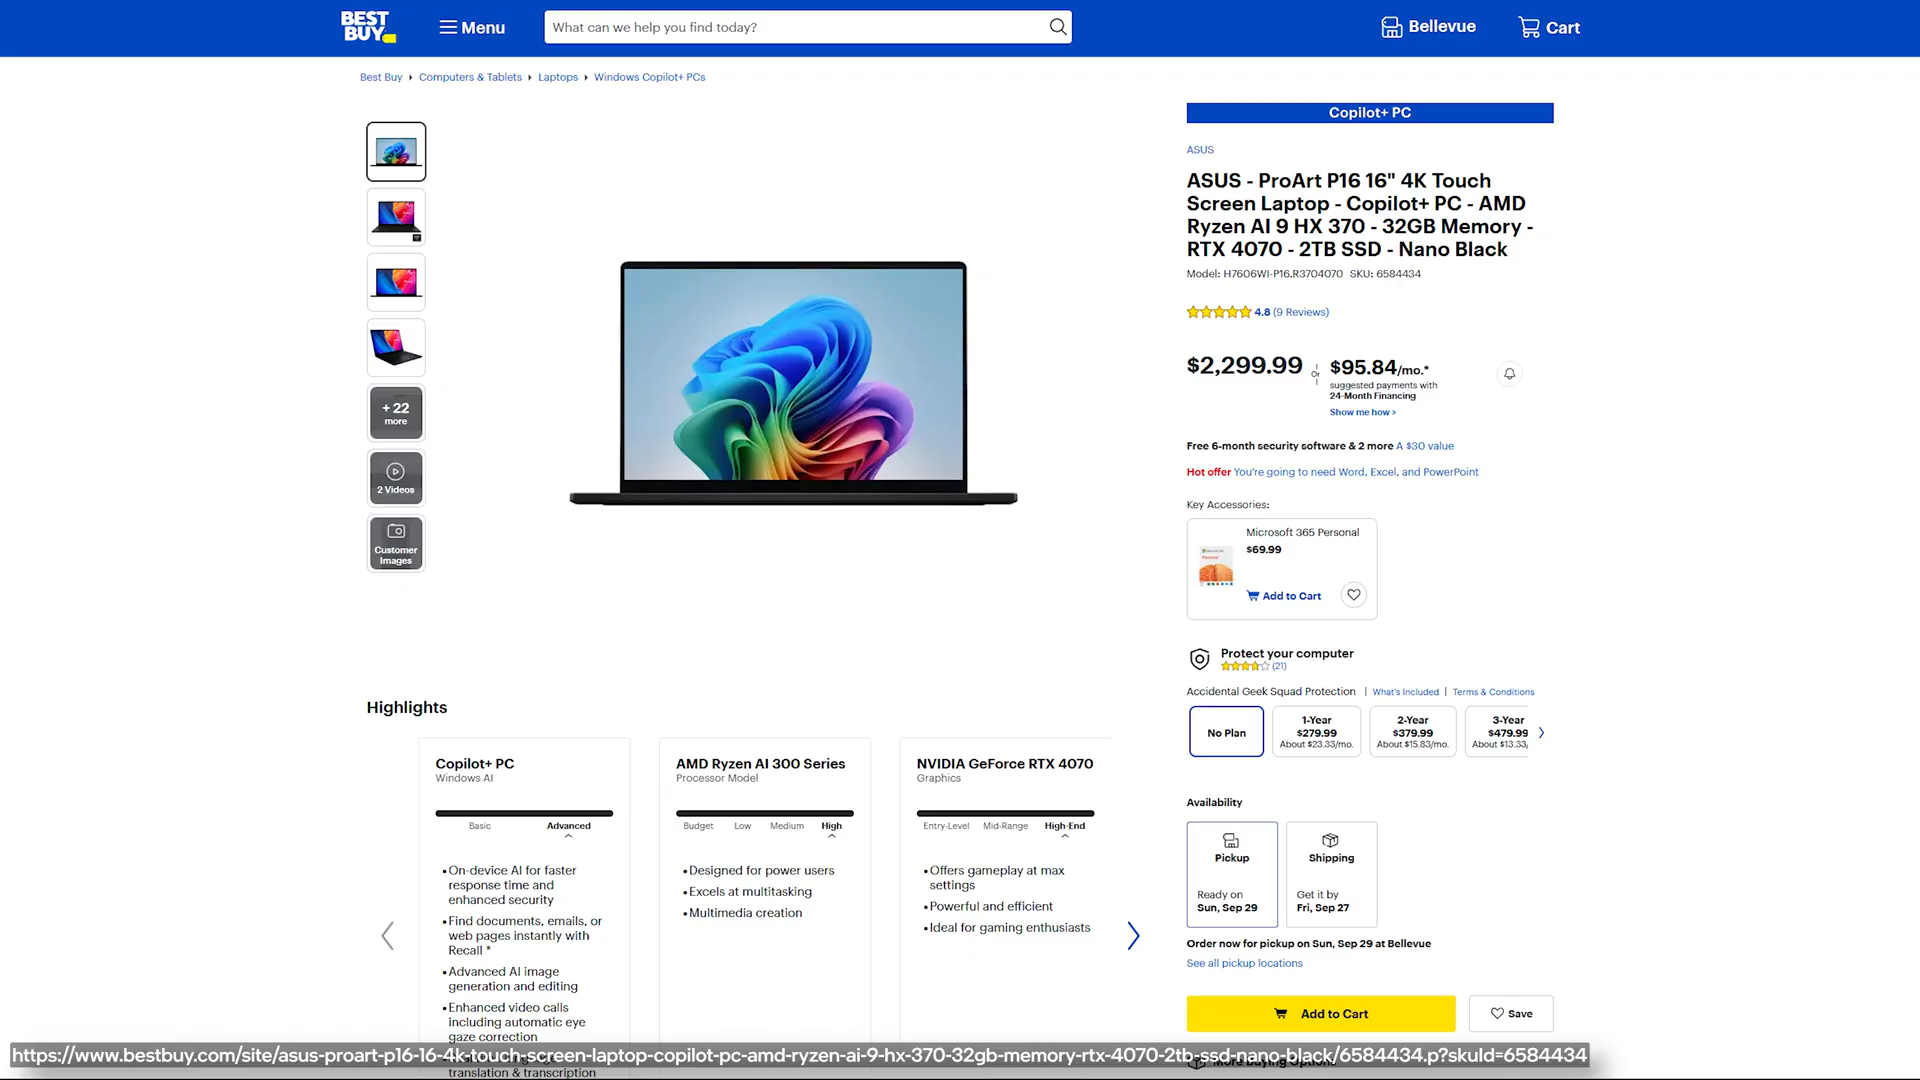 BEST
BUY
Menu
What can we help you find today?
Bellevue
Cart
Best Buy
Computers & Tablets
Laptops
Windows Copilot+ PCs
+ 22
more
2 Videos
Customer
Images
Copilot+ PC
ASUS
ASUS - ProArt P16 16" 4K Touch
Screen Laptop - Copilot+ PC - AMD
Ryzen AI 9 HX 370 - 32GB Memory -
RTX 4070 - 2TB SSD - Nano Black
Model: H7606WI-P16.R3704070 SKU: 6584434
4.8 (9 Reviews)
$2,299.99
Or
$95.84/mo.*
suggested payments with
24-Month Financing
Show me how >
Free 6-month security software & 2 more A $30 value
Hot offer You're going to need Word, Excel, and PowerPoint
Key Accessories:
Microsoft 365 Personal
$69.99
Add to Cart
Protect your computer
(21)
Accidental Geek Squad Protection | What's Included | Terms & Conditions
No Plan
1-Year
$279.99
About $23.33/mo.
2-Year
$379.99
About $15.83/mo.
3-Year
$479.99
About $13.33/
Availability
Pickup
Ready on
Sun, Sep 29
Shipping
Get it by
Fri, Sep 27
Order now for pickup on Sun, Sep 29 at Bellevue
See all pickup locations
Add to Cart
Save
More Buying Options
Highlights
Copilot+ PC
Windows AI
Basic
Advanced
• On-device AI for faster
response time and
enhanced security
• Find documents, emails, or
web pages instantly with
Recall *
• Advanced AI image
generation and editing
• Enhanced video calls
including automatic eye
gaze correction
translation & transcription
AMD Ryzen AI 300 Series
Processor Model
Budget
Low
Medium
High
• Designed for power users
• Excels at multitasking
• Multimedia creation
NVIDIA GeForce RTX 4070
Graphics
Entry-Level
Mid-Range
High-End
• Offers gameplay at max
settings
• Powerful and efficient
• Ideal for gaming enthusiasts
https://www.bestbuy.com/site/asus-proart-p16-16-4k-touch-screen-laptop-copilot-pc-amd-ryzen-ai-9-hx-370-32gb-memory-rtx-4070-2tb-ssd-nano-black/6584434.p?skuId=6584434